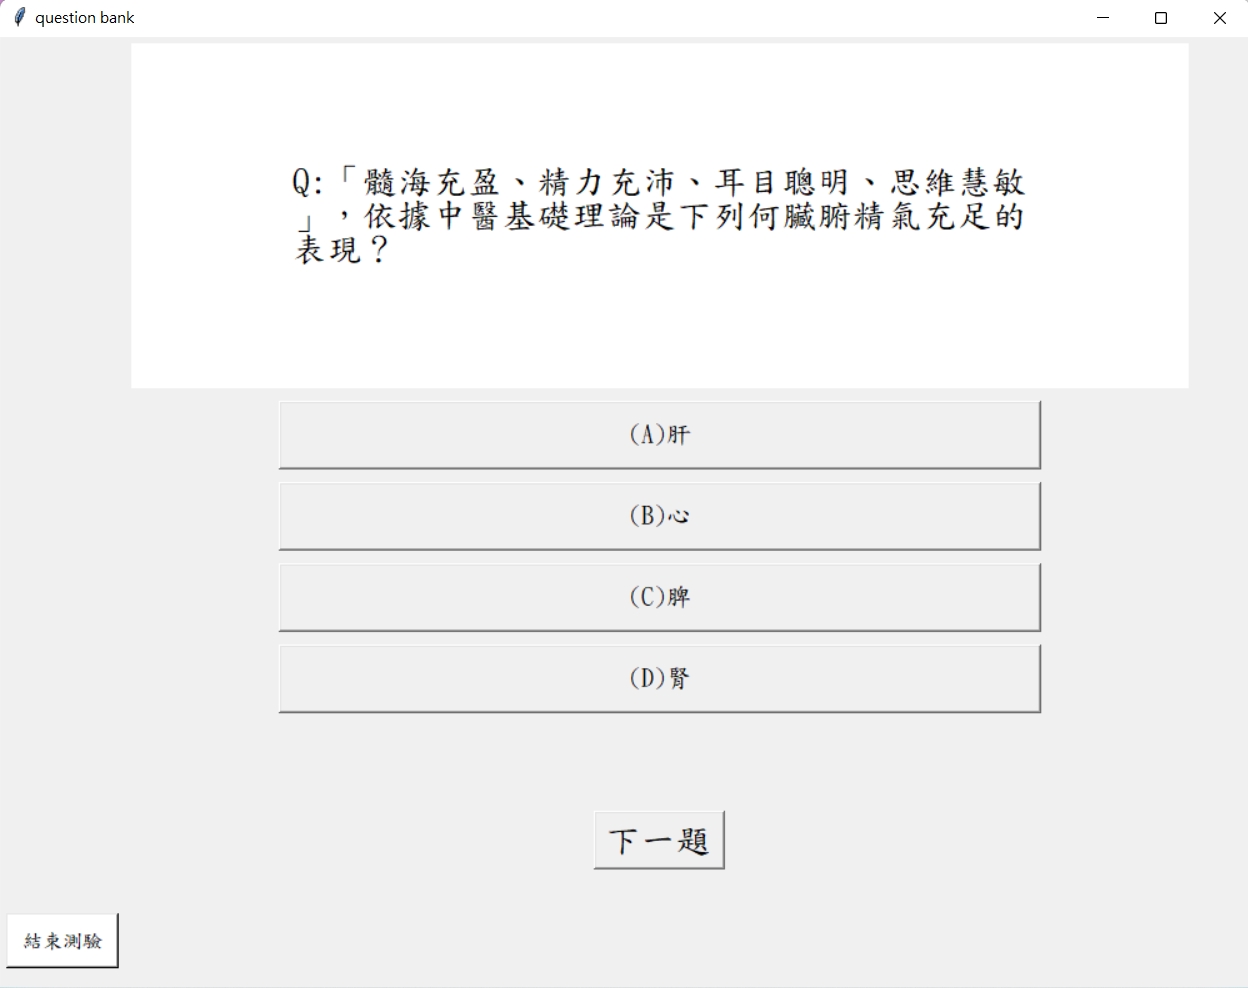 question bank
Q:「髓海充盈、精力充沛、耳目聰明、思維慧敏
」，依據中醫基礎理論是下列何臟腑精氣充足的
表現？
(A)肝
(B)心
(C)脾
(D)腎
下一題
結束測驗